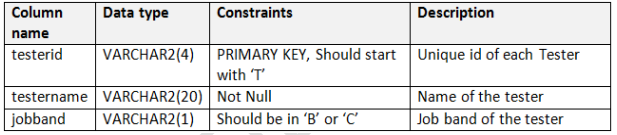 Column name | Data type | Constraints | Description
testerid | VARCHAR2(4) | PRIMARY KEY, Should start with ‘T’ | Unique id of each Tester
testername | VARCHAR2(20) | Not Null | Name of the tester
jobband | VARCHAR2(1) | Should be in ‘B’ or ‘C’ | Job band of the tester